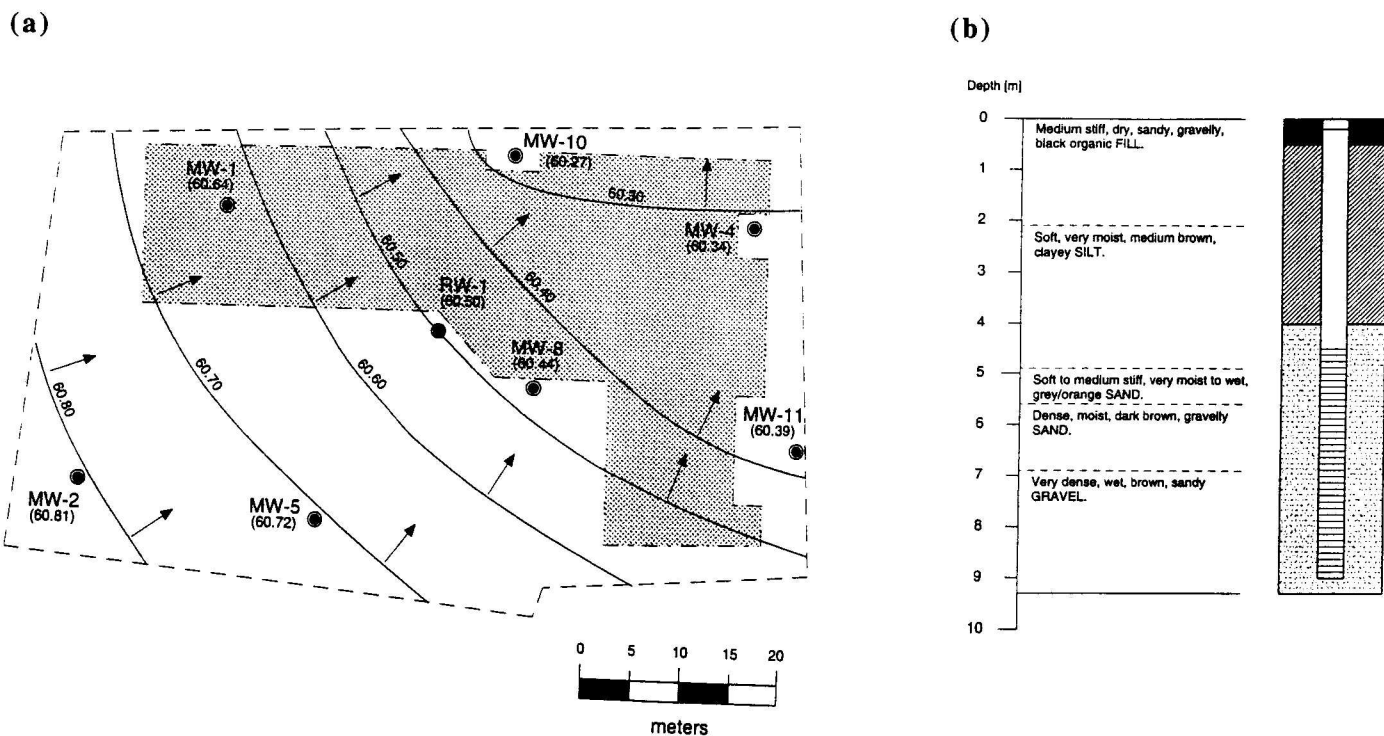 (a)
(b)
MW-10
(60.27)
MW-1
(60.64)
60.30
MW-4
(60.34)
60.50
RW-1
(60.50)
60.40
MW-8
(60.44)
60.70
60.60
60.80
MW-11
(60.39)
MW-2
(60.81)
MW-5
(60.72)
0 5 10 15 20
meters
Depth [m]
0
Medium stiff, dry, sandy, gravelly,
black organic FILL.
1
2
Soft, very moist, medium brown,
clayey SILT.
3
4
5
Soft to medium stiff, very moist to wet,
grey/orange SAND.
6
Dense, moist, dark brown, gravelly
SAND.
7
Very dense, wet, brown, sandy
GRAVEL.
8
9
10